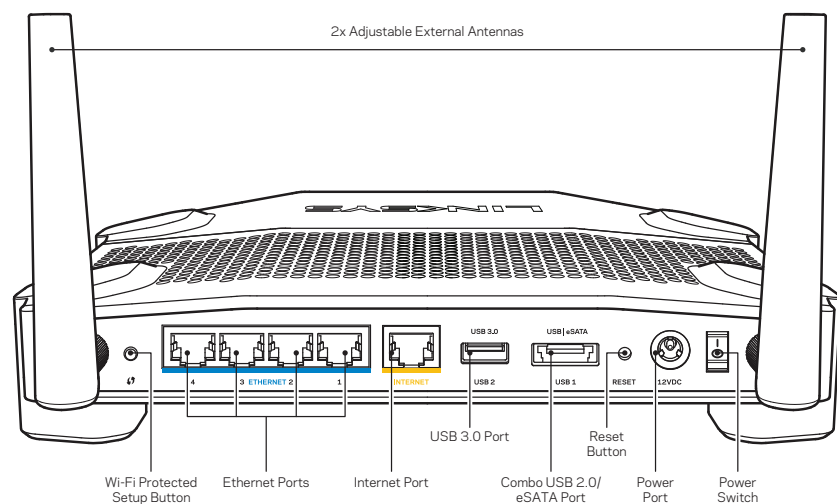 2x Adjustable External Antennas
LINKSYS
USB 3.0
USB | eSATA
4
3 ETHERNET 2
1
INTERNET
USB 2
USB 1
RESET
12VDC
USB 3.0 Port
Reset
Button
Wi-Fi Protected
Setup Button
Ethernet Ports
Internet Port
Combo USB 2.0/
eSATA Port
Power
Port
Power
Switch